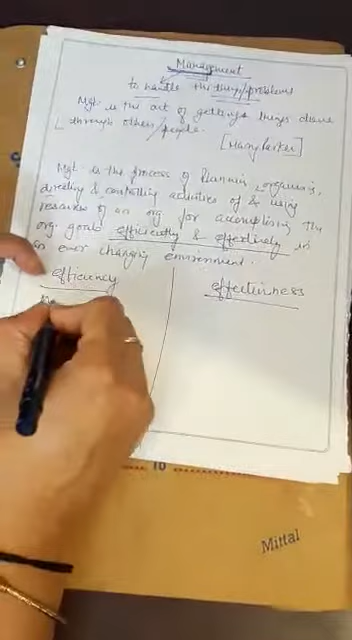 Management
to handle the things/problems
Mgt. is the art of getting things done
through others/people.
[Mary Parker]
Mgt. is the process of planning, organising,
directing & controlling activities of & using
resources of an org for accomplishing the
org goals efficiently & effectively in
an ever changing environment.
efficiency
effectiveness
10
Mittal